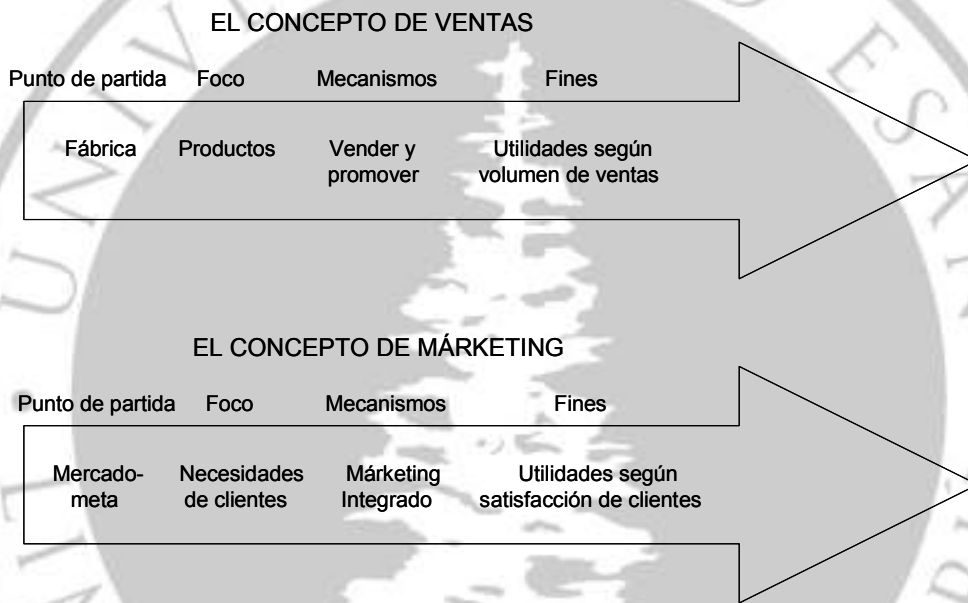 EL CONCEPTO DE VENTAS
Punto de partida Foco Mecanismos Fines
Fábrica Productos Vender y Utilidades según
promover volumen de ventas
EL CONCEPTO DE MÁRKETING
Punto de partida Foco Mecanismos Fines
Mercado- Necesidades Márketing Utilidades según
meta de clientes Integrado satisfacción de clientes